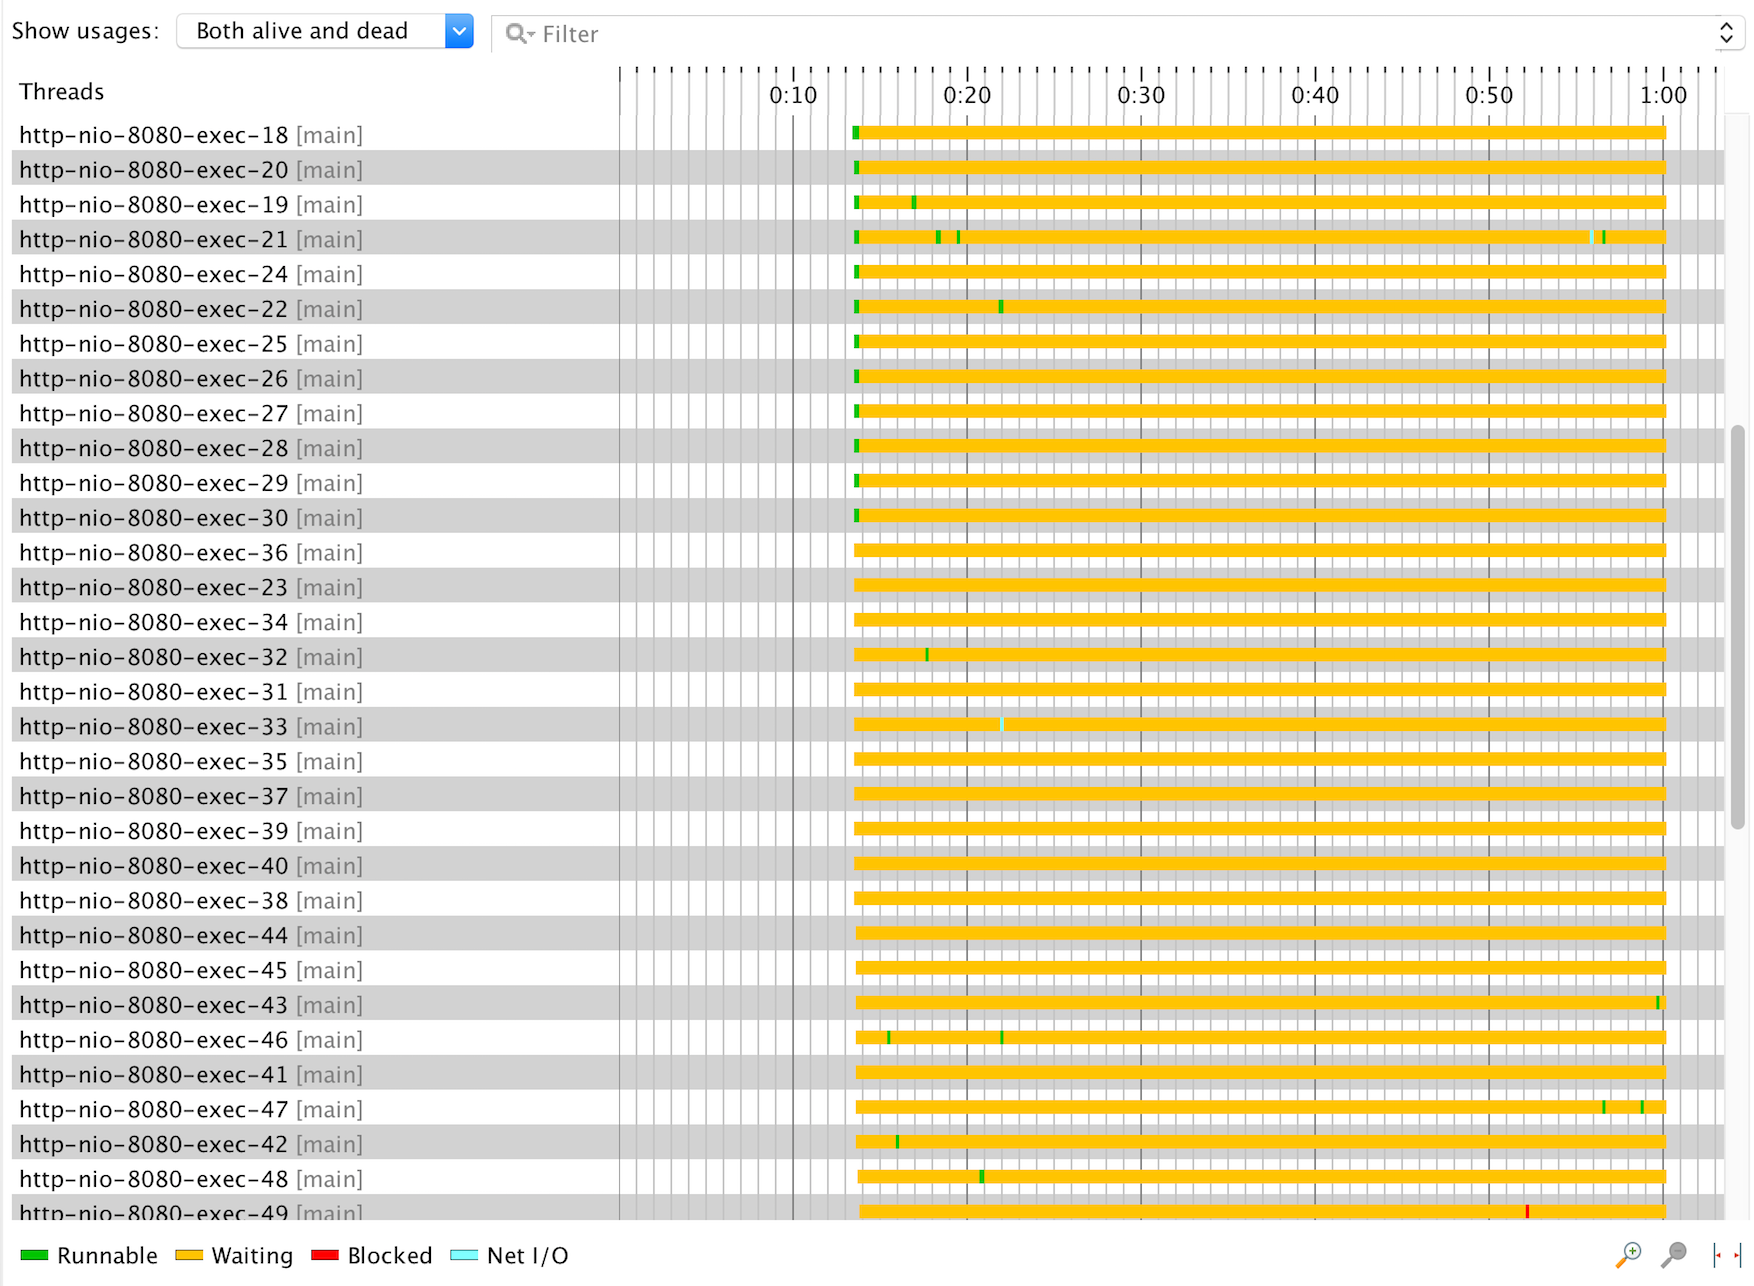 Show usages: Both alive and dead Filter
Threads 0:10 0:20 0:30 0:40 0:50 1:00
http-nio-8080-exec-18 [main]
http-nio-8080-exec-20 [main]
http-nio-8080-exec-19 [main]
http-nio-8080-exec-21 [main]
http-nio-8080-exec-24 [main]
http-nio-8080-exec-22 [main]
http-nio-8080-exec-25 [main]
http-nio-8080-exec-26 [main]
http-nio-8080-exec-27 [main]
http-nio-8080-exec-28 [main]
http-nio-8080-exec-29 [main]
http-nio-8080-exec-30 [main]
http-nio-8080-exec-36 [main]
http-nio-8080-exec-23 [main]
http-nio-8080-exec-34 [main]
http-nio-8080-exec-32 [main]
http-nio-8080-exec-31 [main]
http-nio-8080-exec-33 [main]
http-nio-8080-exec-35 [main]
http-nio-8080-exec-37 [main]
http-nio-8080-exec-39 [main]
http-nio-8080-exec-40 [main]
http-nio-8080-exec-38 [main]
http-nio-8080-exec-44 [main]
http-nio-8080-exec-45 [main]
http-nio-8080-exec-43 [main]
http-nio-8080-exec-46 [main]
http-nio-8080-exec-41 [main]
http-nio-8080-exec-47 [main]
http-nio-8080-exec-42 [main]
http-nio-8080-exec-48 [main]
http-nio-8080-exec-49 [main]
Runnable Waiting Blocked Net I/O